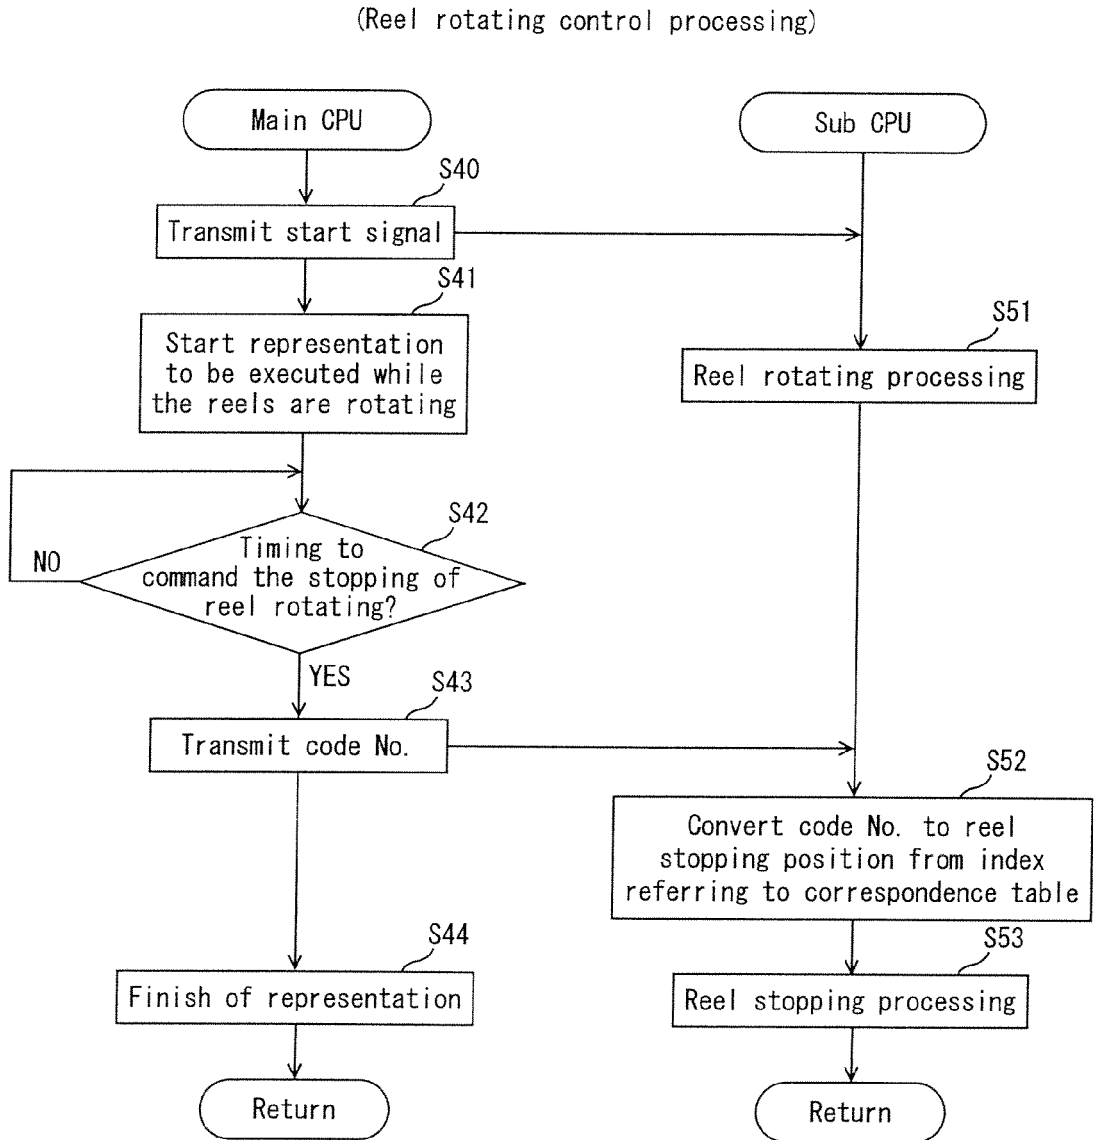 (Reel rotating control processing)
Main CPU
Sub CPU
S40
Transmit start signal
S41
Start representation
to be executed while
the reels are rotating
S51
Reel rotating processing
S42
Timing to
command the stopping of
reel rotating?
NO
YES
S43
Transmit code No.
S52
Convert code No. to reel
stopping position from index
referring to correspondence table
S44
Finish of representation
S53
Reel stopping processing
Return
Return